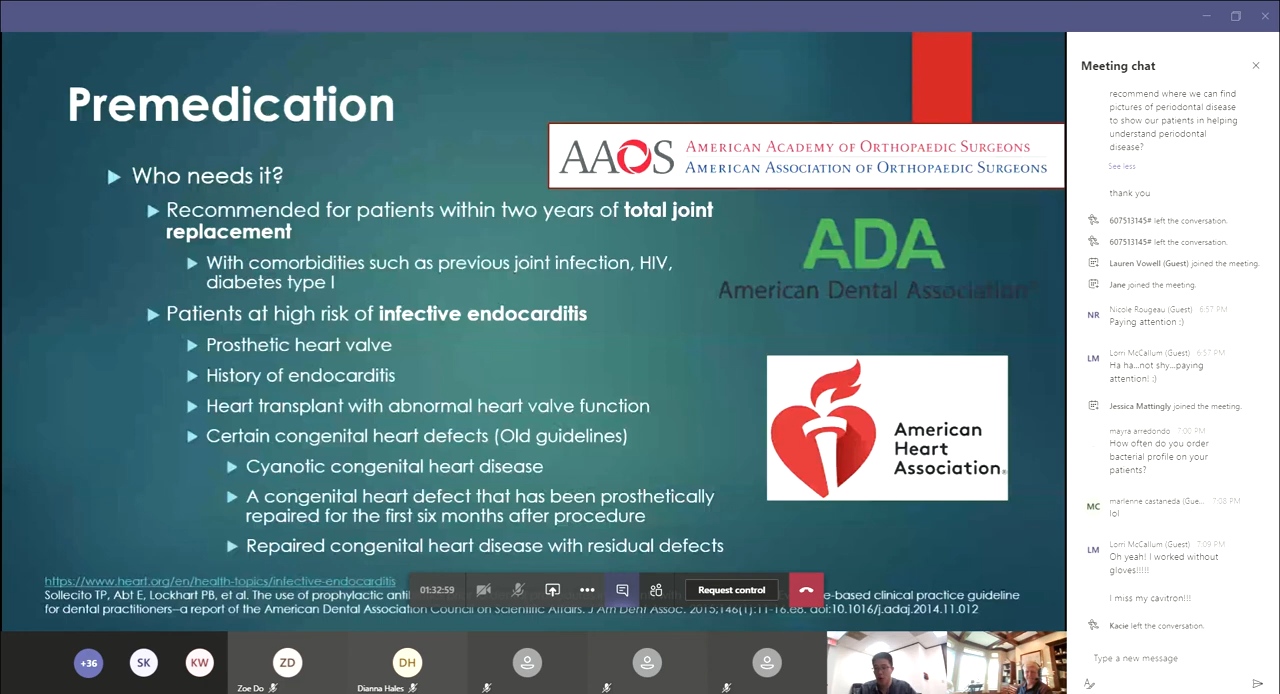 Premedication
Who needs it?
Recommended for patients within two years of total joint
replacement
With comorbidities such as previous joint infection, HIV,
diabetes type I
Patients at high risk of infective endocarditis
Prosthetic heart valve
History of endocarditis
Heart transplant with abnormal heart valve function
Certain congenital heart defects (Old guidelines)
Cyanotic congenital heart disease
A congenital heart defect that has been prosthetically
repaired for the first six months after procedure
Repaired congenital heart disease with residual defects
AAOS
AMERICAN ACADEMY OF ORTHOPAEDIC SURGEONS
AMERICAN ASSOCIATION OF ORTHOPAEDIC SURGEONS
ADA
American Dental Association
American
Heart
Association®
https://www.heart.org/en/health-topics/infective-endocarditis
Sollecito TP, Abt E, Lockhart PB, et al. The use of prophylactic anti e-based clinical practice guideline
for dental practitioners—a report of the American Dental Association Council on Scientific Affairs. J Am Dent Assoc. 2015;146(1):11-16.e8. doi:10.1016/j.adaj.2014.11.012
01:32:59
Request control
+36
SK
KW
ZD
Zoe Do
DH
Dianna Hales
Meeting chat
recommend where we can find
pictures of periodontal disease
to show our patients in helping
understand periodontal
disease?
See less
thank you
607513145# left the conversation.
607513145# left the conversation.
Lauren Vowell (Guest) joined the meeting.
Jane joined the meeting.
NR
Nicole Rougeau (Guest) 6:57 PM
Paying attention ;)
LM
Lorri McCallum (Guest) 6:57 PM
Ha ha...not shy...paying
attention! :)
Jessica Mattingly joined the meeting.
mayra arredondo 7:00 PM
How often do you order
bacterial profile on your
patients?
MC
marlenne castaneda (Gue... 7:08 PM
lol
LM
Lorri McCallum (Guest) 7:09 PM
Oh yeah! I worked without
gloves!!!!!
I miss my cavitron!!!
Kacie left the conversation.
Type a new message